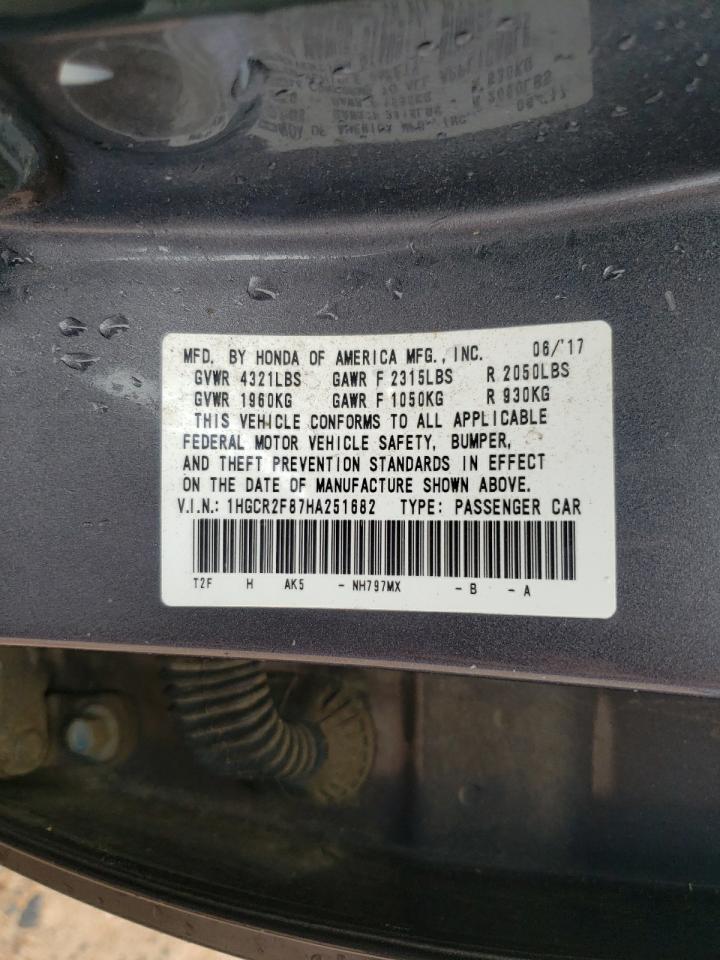 MFD. BY HONDA OF AMERICA MFG., INC. 06/'17
GVWR 4321LBS GAWR F 2315LBS R 2050LBS
GVWR 1960KG GAWR F 1050KG R 930KG
THIS VEHICLE CONFORMS TO ALL APPLICABLE
FEDERAL MOTOR VEHICLE SAFETY, BUMPER,
AND THEFT PREVENTION STANDARDS IN EFFECT
ON THE DATE OF MANUFACTURE SHOWN ABOVE.
V.I.N.: 1HGCR2F87HA251682 TYPE: PASSENGER CAR
T2F H AK5 - NH797MX - B - A